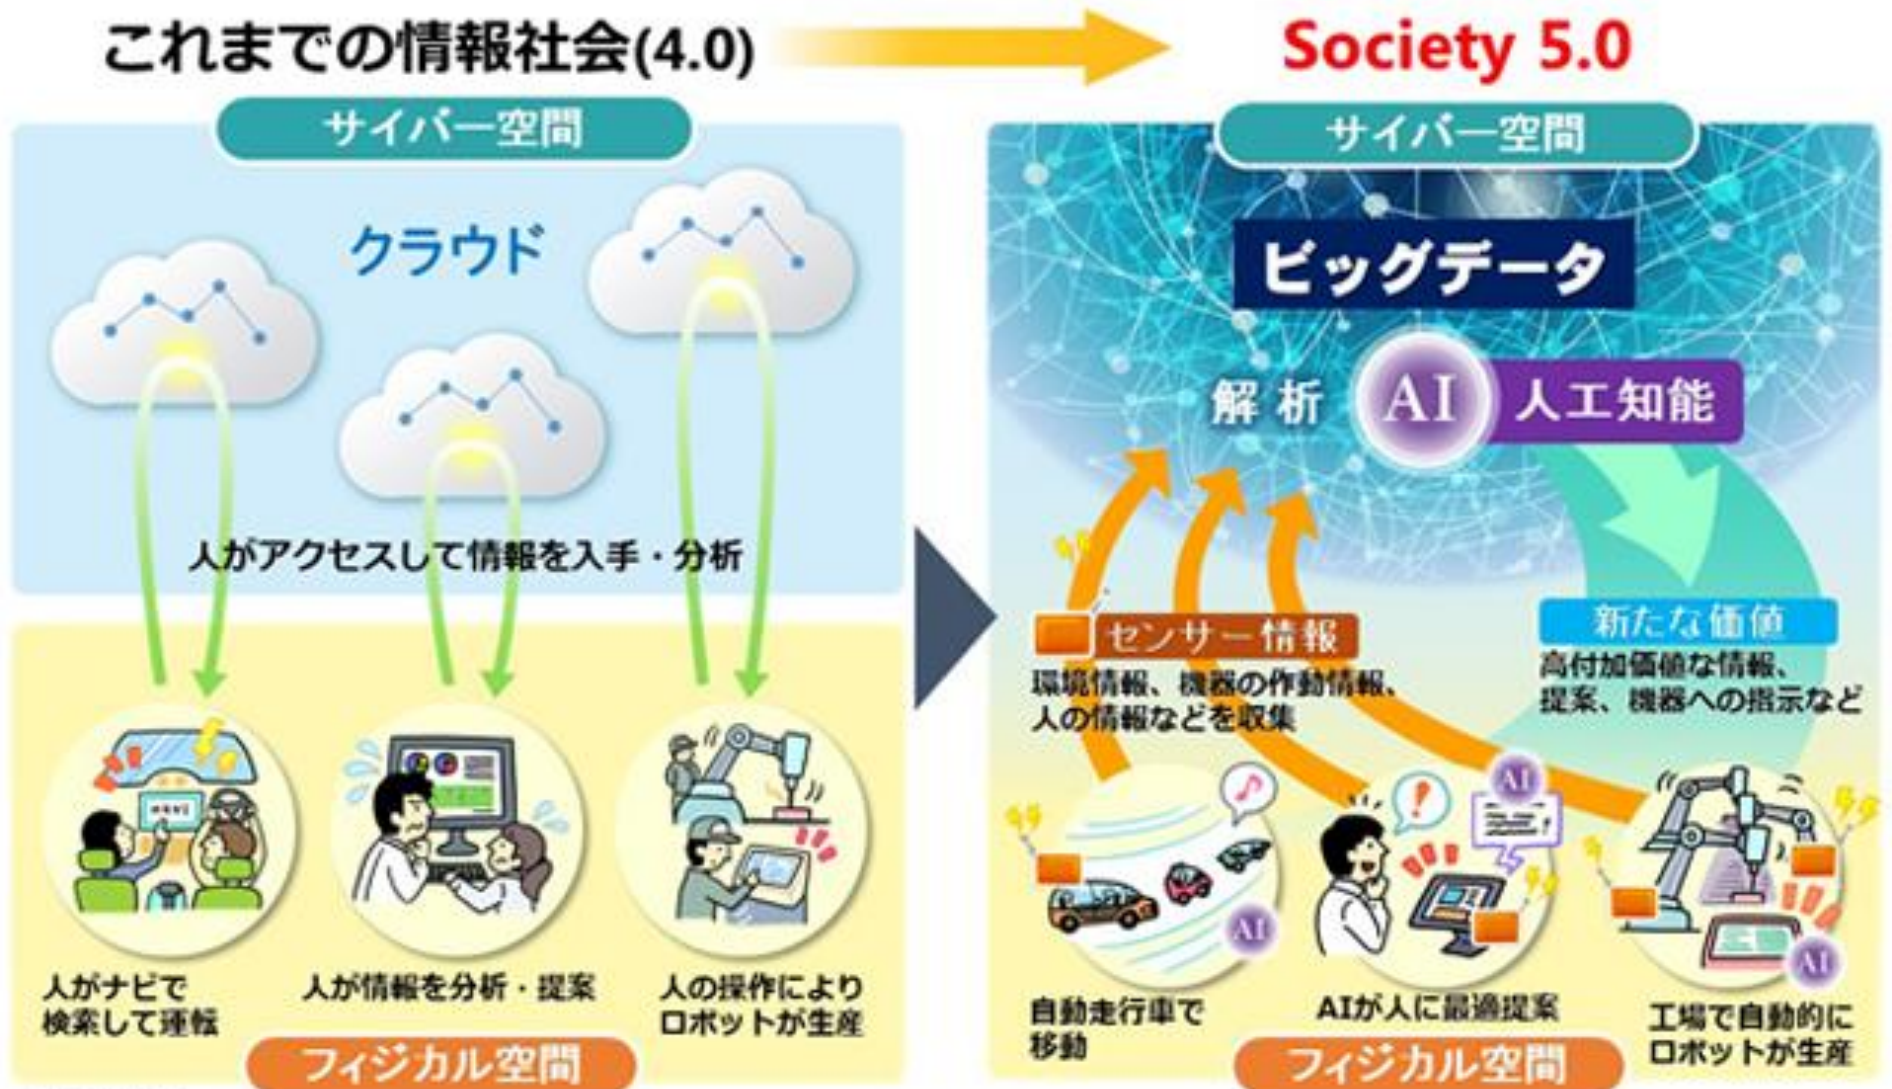 これまでの情報社会(4.0)
Society 5.0
サイバー空間
クラウド
人がアクセスして情報を入手・分析
人がナビで
検索して運転
人が情報を分析・提案
人の操作により
ロボットが生産
フィジカル空間
サイバー空間
ビッグデータ
解析
AI
人工知能
センサー情報
環境情報、機器の作動情報、
人の情報などを収集
新たな価値
高付加価値な情報、
提案、機器への指示など
AI
AI
AI
自動走行車で
移動
AIが人に最適提案
工場で自動的に
ロボットが生産
フィジカル空間